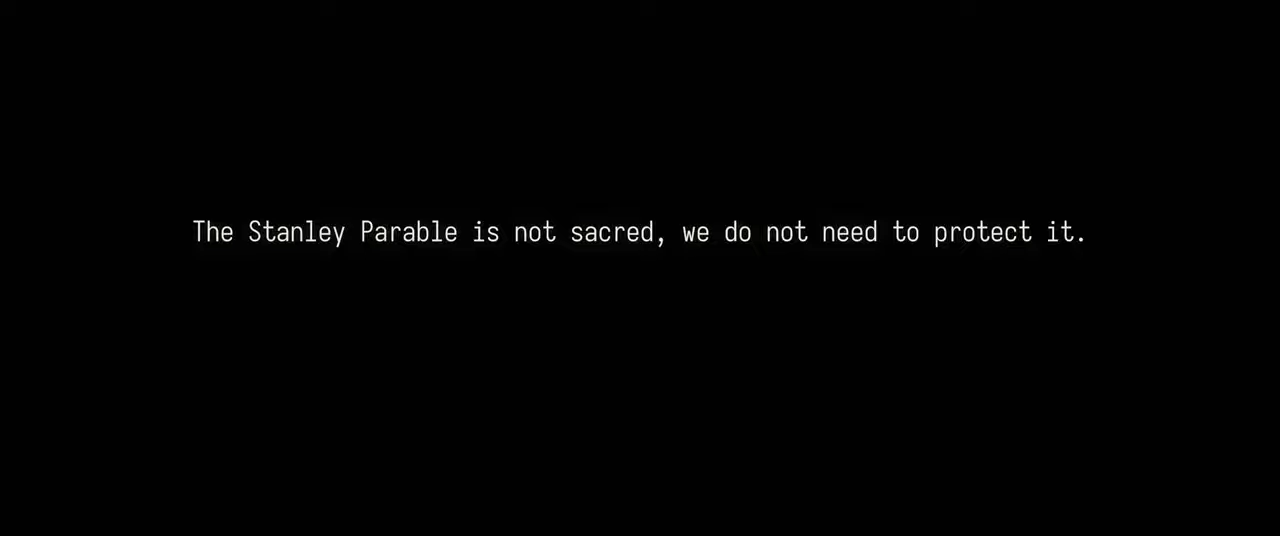 The Stanley Parable is not sacred, we do not need to protect it.